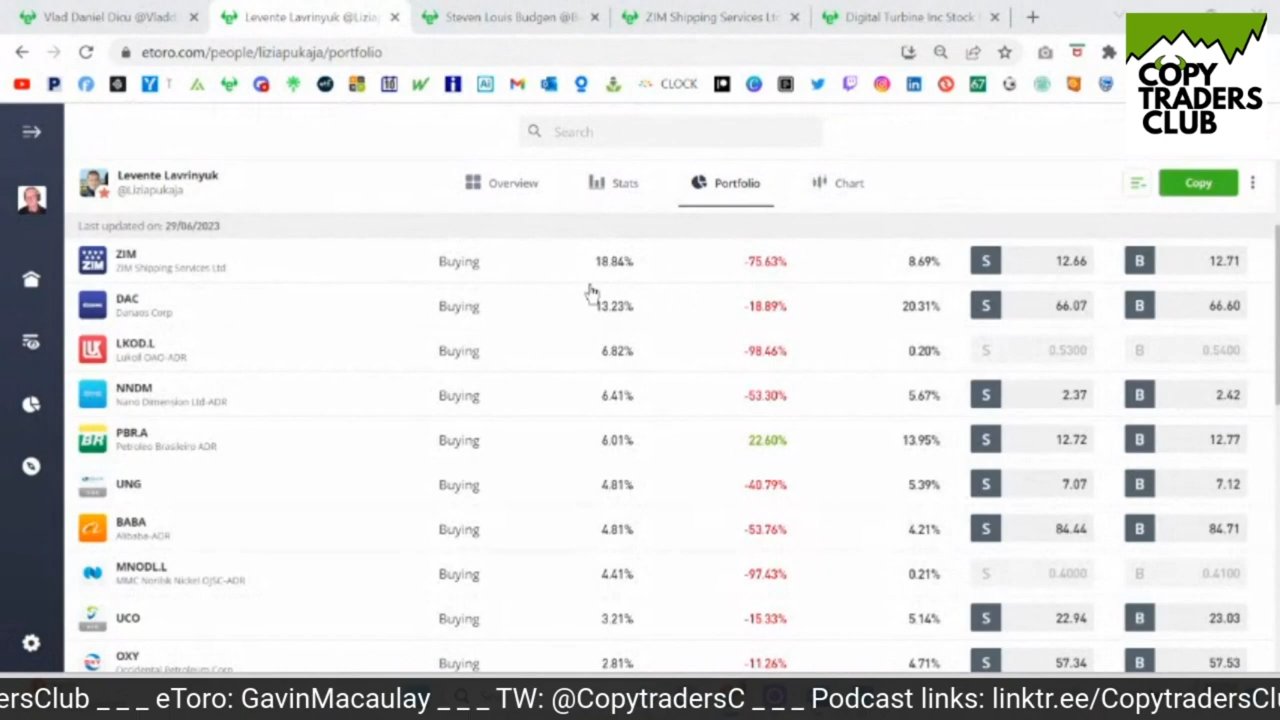 Vlad Daniel Dicu @Vladd
Levente Lavrinyuk @Lizia
Steven Louis Budgen @B
ZIM Shipping Services Lt
Digital Turbine Inc Stock
etoro.com/people/liziapukaja/portfolio
CLOCK
COPY
TRADERS
CLUB
Search
Levente Lavrinyuk
@Liziapukaja
Overview
Stats
Portfolio
Chart
Copy
Last updated on: 29/06/2023
ZIM Buying 18.84% -75.63% 8.69% S 12.66 B 12.71
ZIM Shipping Services Ltd
DAC Buying 13.23% -18.89% 20.31% S 66.07 B 66.60
Danaos Corp
LKOD.L Buying 6.82% -98.46% 0.20% S 0.5300 B 0.5400
Lukoil OAO-ADR
NNDM Buying 6.41% -53.30% 5.67% S 2.37 B 2.42
Nano Dimension Ltd-ADR
PBR.A Buying 6.01% 22.60% 13.95% S 12.72 B 12.77
Petroleo Brasileiro ADR
UNG Buying 4.81% -40.79% 5.39% S 7.07 B 7.12
BABA Buying 4.81% -53.76% 4.21% S 84.44 B 84.71
Alibaba-ADR
MNODL.L Buying 4.41% -97.43% 0.21% S 0.4000 B 0.4100
MMC Norilsk Nickel OJSC-ADR
UCO Buying 3.21% -15.33% 5.14% S 22.94 B 23.03
OXY Buying 2.81% -11.26% 4.71% S 57.34 B 57.53
Occidental Petroleum Corp
ersClub _ _ _ eToro: GavinMacaulay _ _ _ TW: @CopytradersC _ _ _ Podcast links: linktr.ee/CopytradersClu